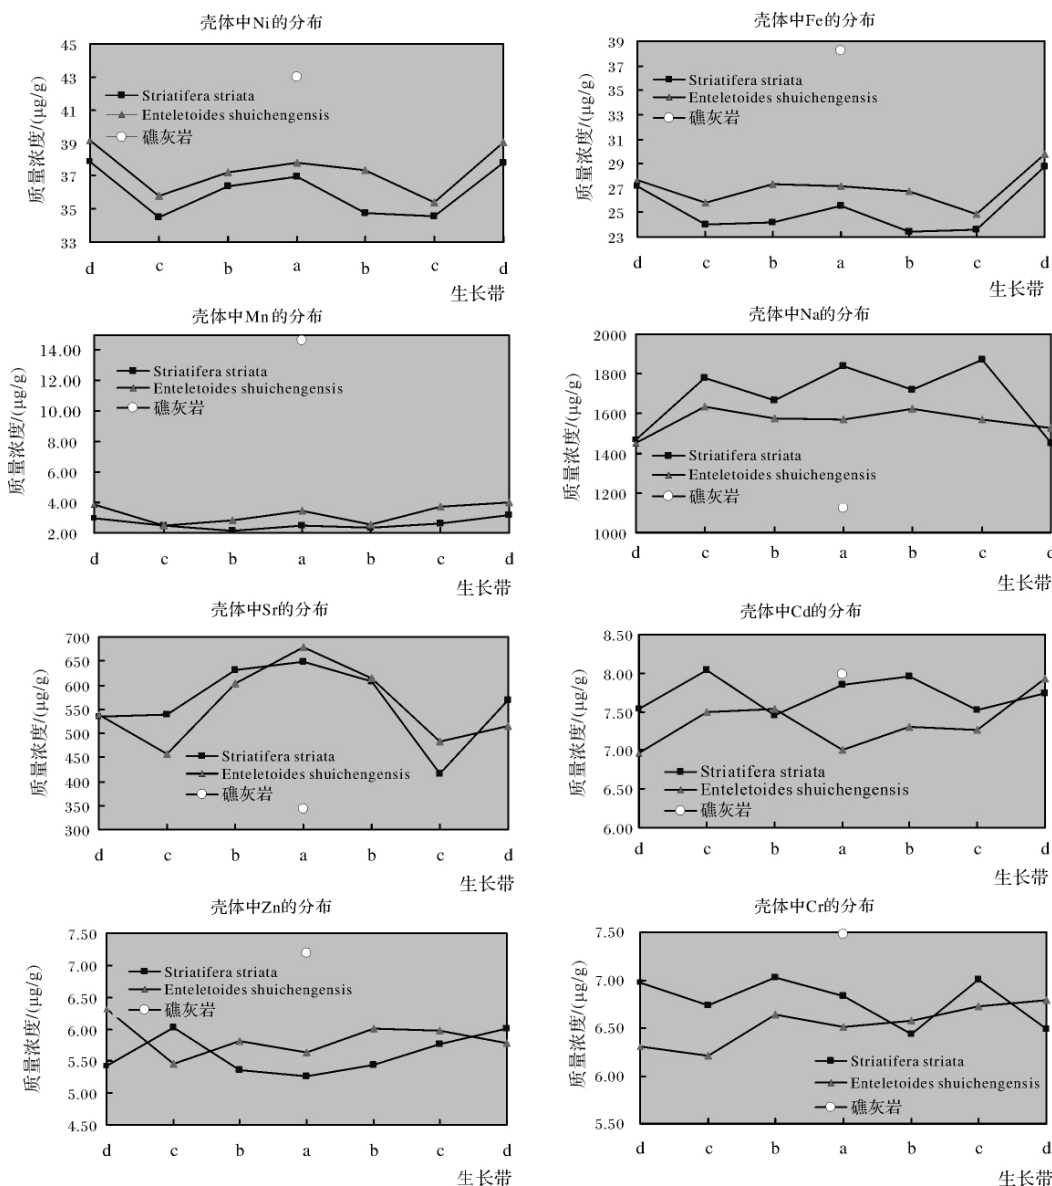 壳体中Ni的分布
45
43
41
39
37
35
33
质量浓度/(μg/g)
Striatifera striata
Enteletoides shuichengensis
礁灰岩
d c b a b c d
生长带
壳体中Fe的分布
39
37
35
33
31
29
27
25
23
质量浓度/(μg/g)
Striatifera striata
Enteletoides shuichengensis
礁灰岩
d c b a b c d
生长带
壳体中Mn的分布
14.00
12.00
10.00
8.00
6.00
4.00
2.00
质量浓度/(μg/g)
Striatifera striata
Enteletoides shuichengensis
礁灰岩
d c b a b c d
生长带
壳体中Na的分布
2000
1800
1600
1400
1200
1000
质量浓度/(μg/g)
Striatifera striata
Enteletoides shuichengensis
礁灰岩
d c b a b c d
生长带
壳体中Sr的分布
700
650
600
550
500
450
400
350
300
质量浓度/(μg/g)
Striatifera striata
Enteletoides shuichengensis
礁灰岩
d c b a b c d
生长带
壳体中Cd的分布
8.50
8.00
7.50
7.00
6.50
6.00
质量浓度/(μg/g)
Striatifera striata
Enteletoides shuichengensis
礁灰岩
d c b a b c d
生长带
壳体中Zn的分布
7.50
7.00
6.50
6.00
5.50
5.00
4.50
质量浓度/(μg/g)
Striatifera striata
Enteletoides shuichengensis
礁灰岩
d c b a b c d
生长带
壳体中Cr的分布
7.50
7.00
6.50
6.00
5.50
质量浓度/(μg/g)
Striatifera striata
Enteletoides shuichengensis
礁灰岩
d c b a b c d
生长带